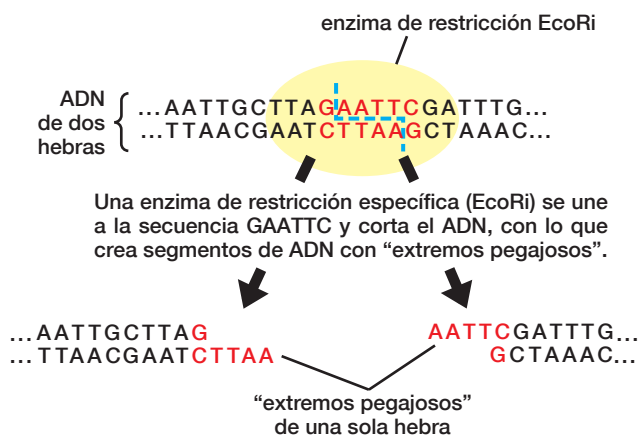 enzima de restricción EcoRi
ADN
de dos
hebras
...AATTGCTTAGAATTCGATTTG...
...TTAACGAATCTTAAGCTAAAC...
Una enzima de restricción específica (EcoRi) se une
a la secuencia GAATTC y corta el ADN, con lo que
crea segmentos de ADN con “extremos pegajosos”.
...AATTGCTTAG
...TTAACGAATCTTAA
AATTCGATTTG...
GCTAAAC...
“extremos pegajosos”
de una sola hebra